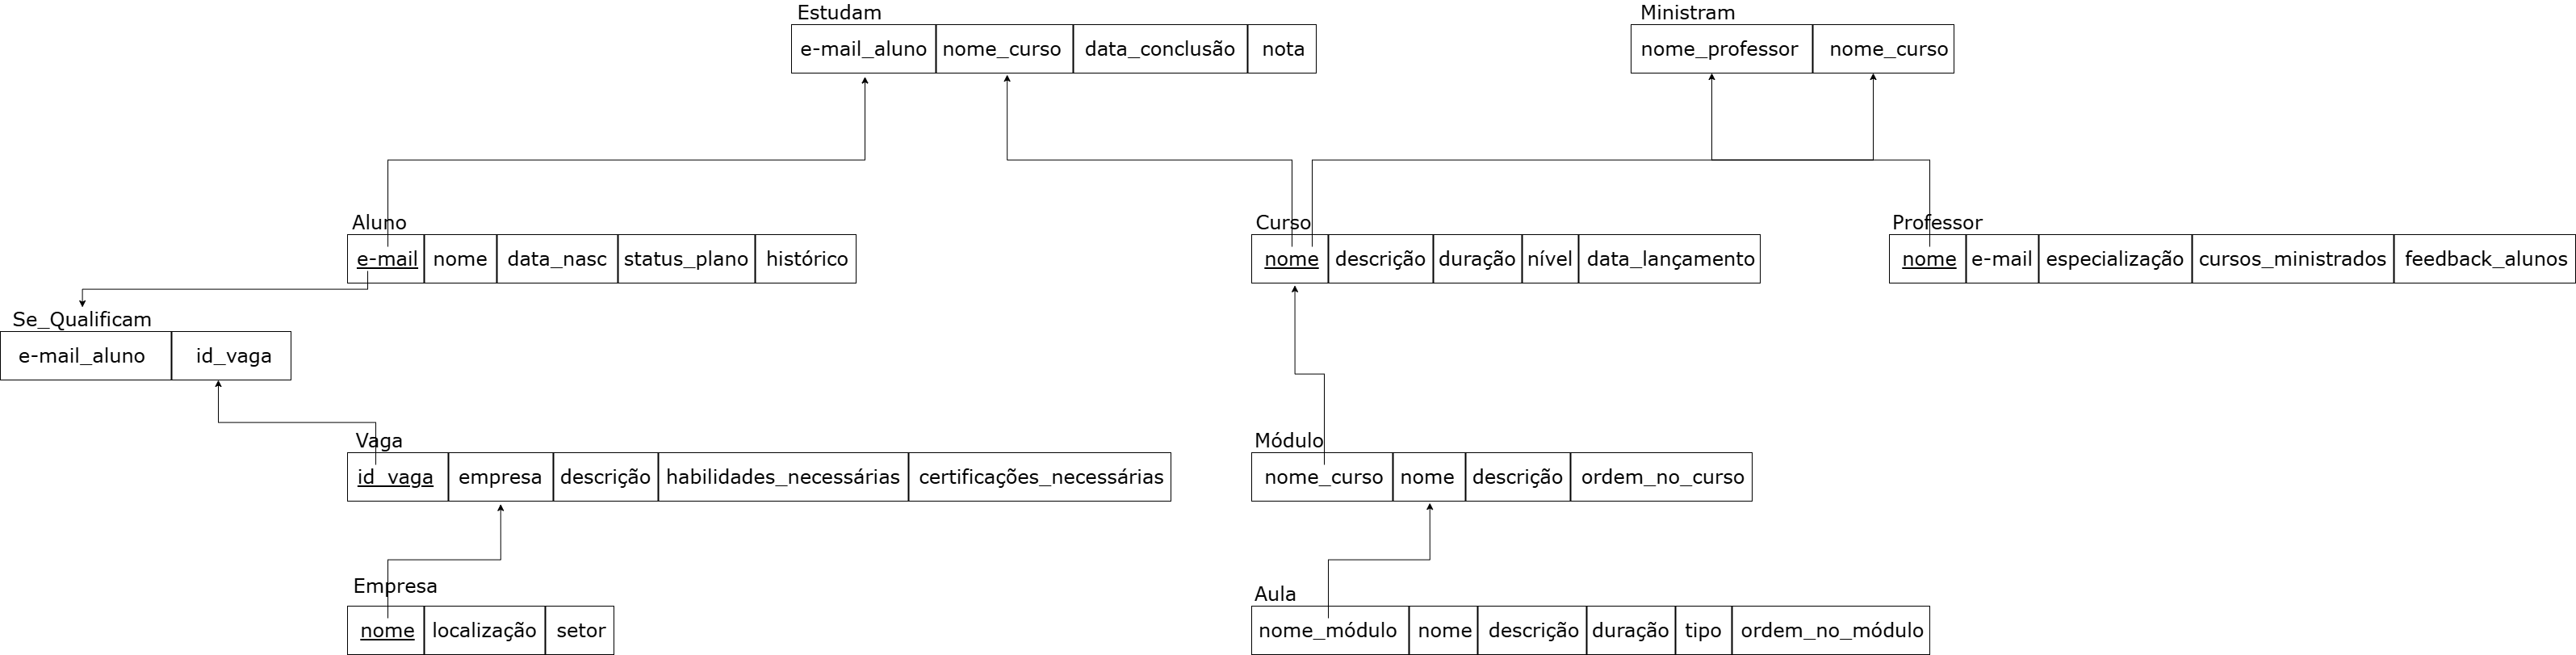 Estudam
e-mail_aluno nome_curso data_conclusão nota
Ministram
nome_professor nome_curso
Aluno
e-mail nome data_nasc status_plano histórico
Curso
nome descrição duração nível data_lançamento
Professor
nome e-mail especialização cursos_ministrados feedback_alunos
Se_Qualificam
e-mail_aluno id_vaga
Vaga
id_vaga empresa descrição habilidades_necessárias certificações_necessárias
Módulo
nome_curso nome descrição ordem_no_curso
Empresa
nome localização setor
Aula
nome_módulo nome descrição duração tipo ordem_no_módulo